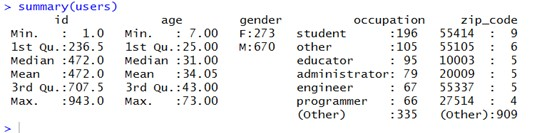 > summary(users)
id age gender occupation zip_code
Min. : 1.0 Min. : 7.00 F:273 student :196 55414 : 9
1st Qu.:236.5 1st Qu.:25.00 M:670 other :105 55105 : 6
Median :472.0 Median :31.00 educator : 95 10003 : 5
Mean :472.0 Mean :34.05 administrator: 79 20009 : 5
3rd Qu.:707.5 3rd Qu.:43.00 engineer : 67 55337 : 5
Max. :943.0 Max. :73.00 programmer : 66 27514 : 4
(Other) :335 (Other):909
>